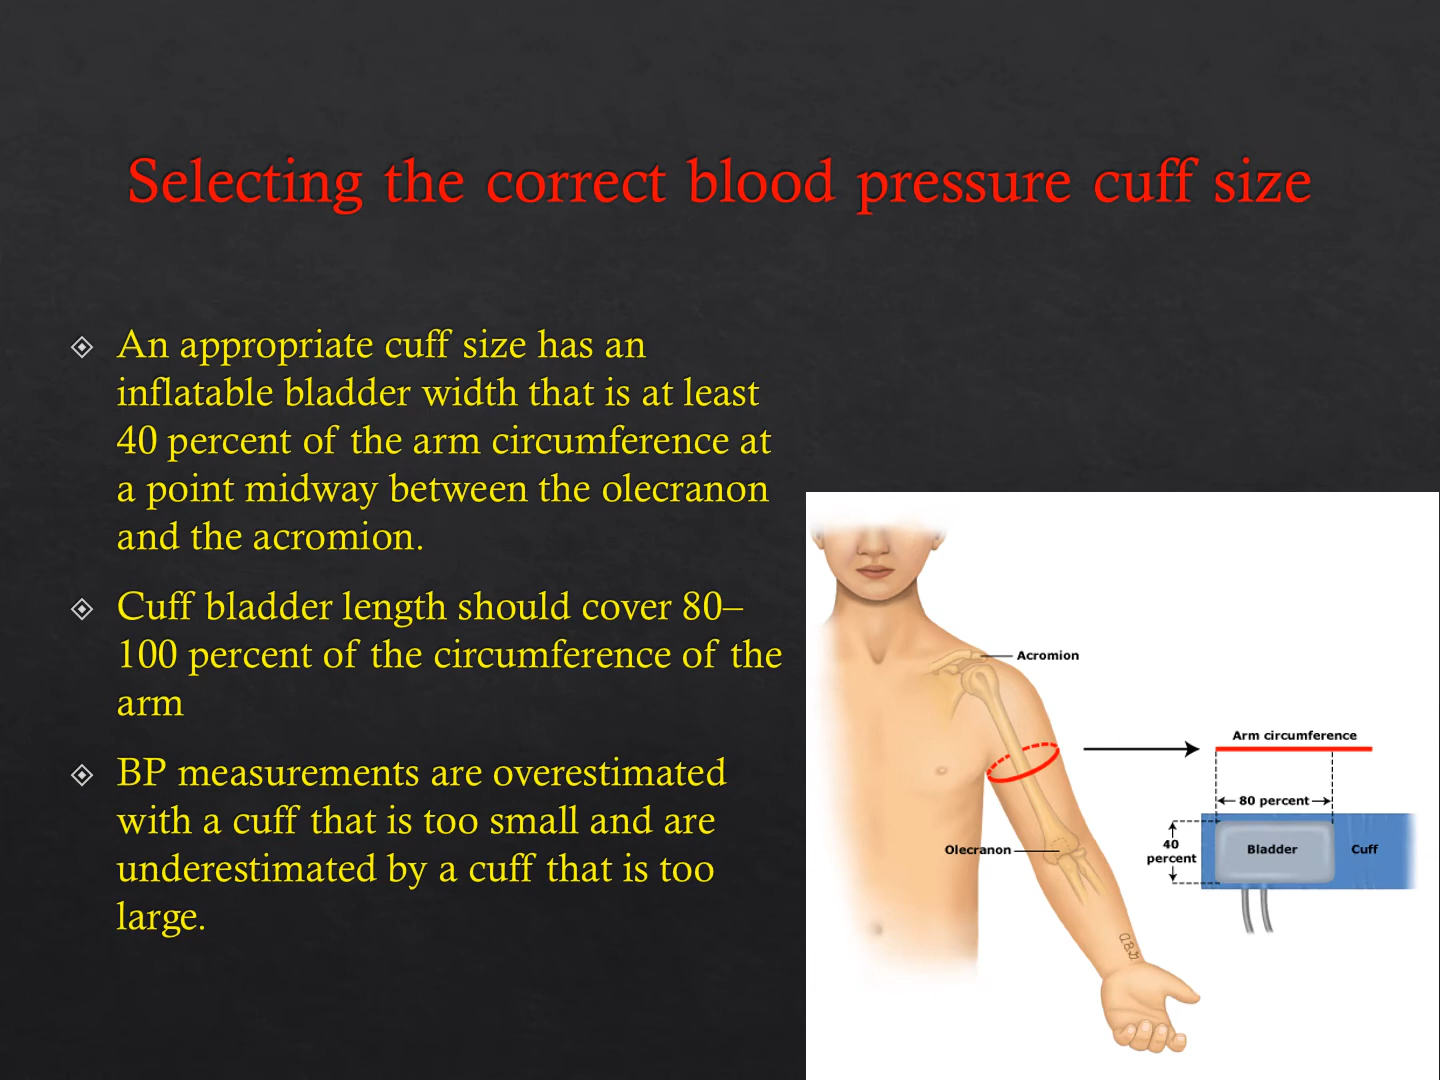 Selecting the correct blood pressure cuff size
An appropriate cuff size has an
inflatable bladder width that is at least
40 percent of the arm circumference at
a point midway between the olecranon
and the acromion.
Cuff bladder length should cover 80–
100 percent of the circumference of the
arm
BP measurements are overestimated
with a cuff that is too small and are
underestimated by a cuff that is too
large.
Acromion
Arm circumference
80 percent
40
percent
Bladder
Cuff
Olecranon